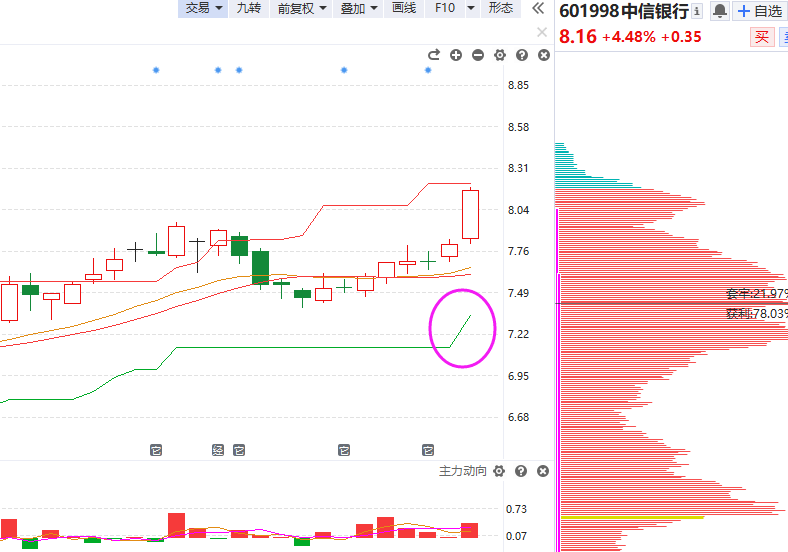 交易 九转 前复权 叠加 画线 F10 形态
601998中信银行 自选
8.16 +4.48% +0.35 买
8.85
8.58
8.31
8.04
7.76
7.49
7.22
6.95
6.68
套牢:21.97%
获利:78.03%
主力动向
0.73
0.07